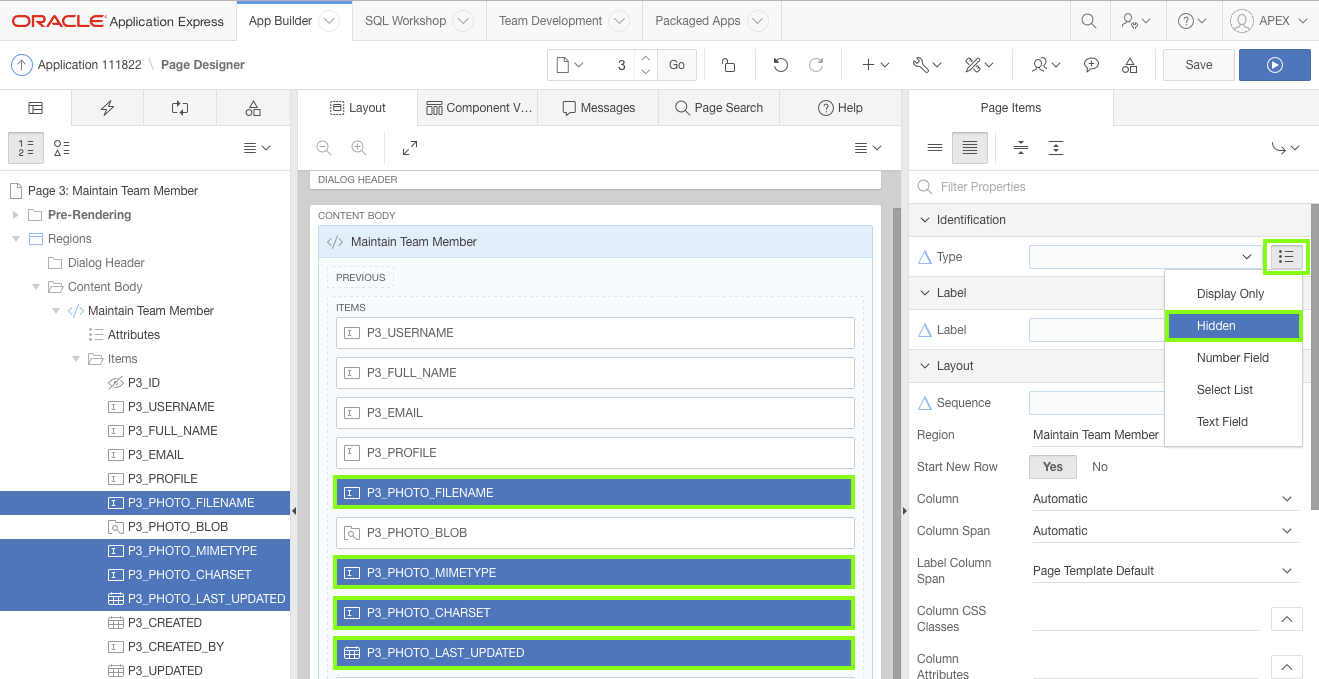 ORACLE Application Express
App Builder
SQL Workshop
Team Development
Packaged Apps
APEX
Application 111822 \ Page Designer
3
Go
Save
Layout
Component V...
Messages
Page Search
Help
Page Items
Page 3: Maintain Team Member
Pre-Rendering
Regions
Dialog Header
Content Body
Maintain Team Member
Attributes
Items
P3_ID
P3_USERNAME
P3_FULL_NAME
P3_EMAIL
P3_PROFILE
P3_PHOTO_FILENAME
P3_PHOTO_BLOB
P3_PHOTO_MIMETYPE
P3_PHOTO_CHARSET
P3_PHOTO_LAST_UPDATED
P3_CREATED
P3_CREATED_BY
P3_UPDATED
DIALOG HEADER
CONTENT BODY
Maintain Team Member
PREVIOUS
ITEMS
P3_USERNAME
P3_FULL_NAME
P3_EMAIL
P3_PROFILE
P3_PHOTO_FILENAME
P3_PHOTO_BLOB
P3_PHOTO_MIMETYPE
P3_PHOTO_CHARSET
P3_PHOTO_LAST_UPDATED
Filter Properties
Identification
Type
Display Only
Hidden
Number Field
Select List
Text Field
Label
Label
Layout
Sequence
Region
Maintain Team Member
Start New Row
Yes
No
Column
Automatic
Column Span
Automatic
Label Column
Span
Page Template Default
Column CSS
Classes
Column
Attributes